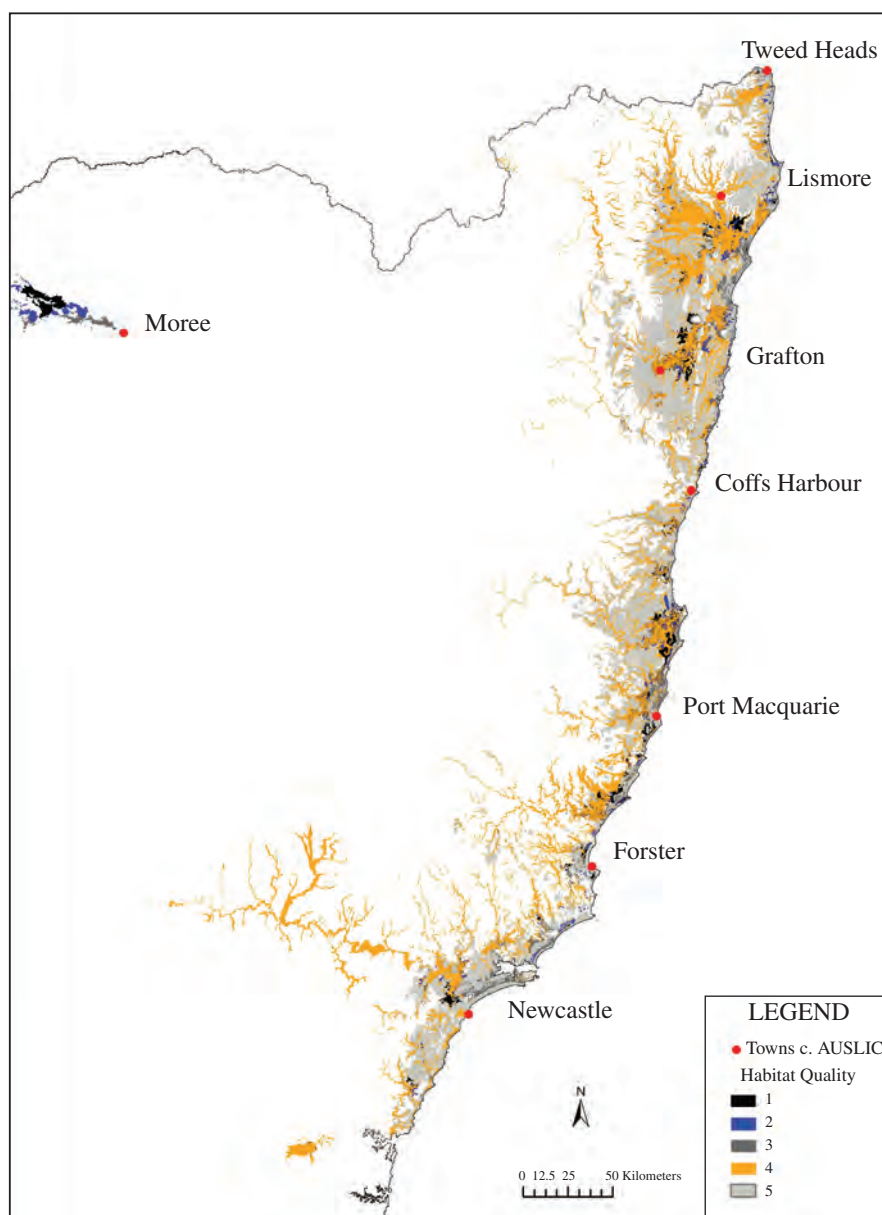 Tweed Heads
Lismore
Moree
Grafton
Coffs Harbour
Port Macquarie
Forster
Newcastle
LEGEND
Towns c. AUSLIC
Habitat Quality
1
2
3
4
5
N
0 12.5 25 50 Kilometers